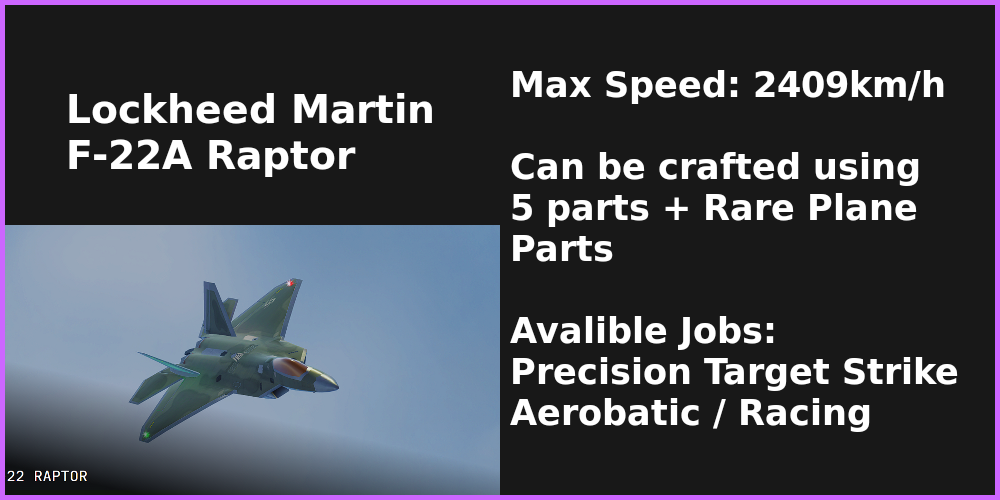 Lockheed Martin
F-22A Raptor
22 RAPTOR
Max Speed: 2409km/h
Can be crafted using
5 parts + Rare Plane
Parts
Avalible Jobs:
Precision Target Strike
Aerobatic / Racing